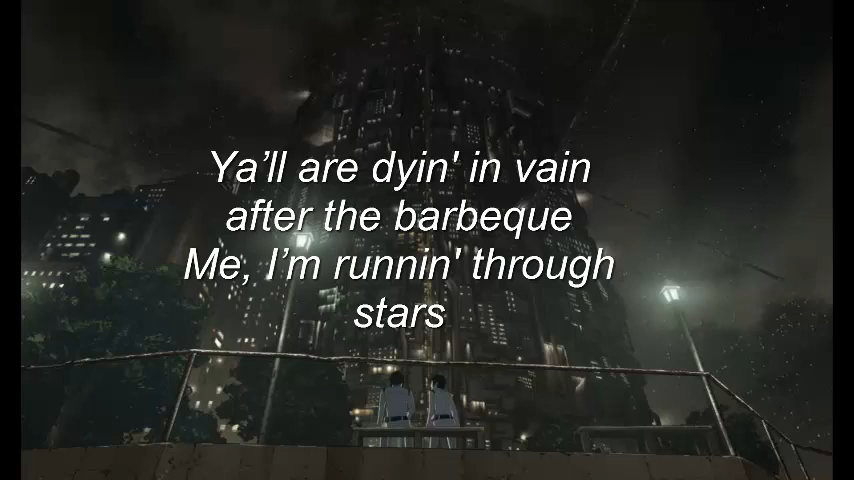 Ya’ll are dyin' in vain
after the barbeque
Me, I’m runnin' through
stars